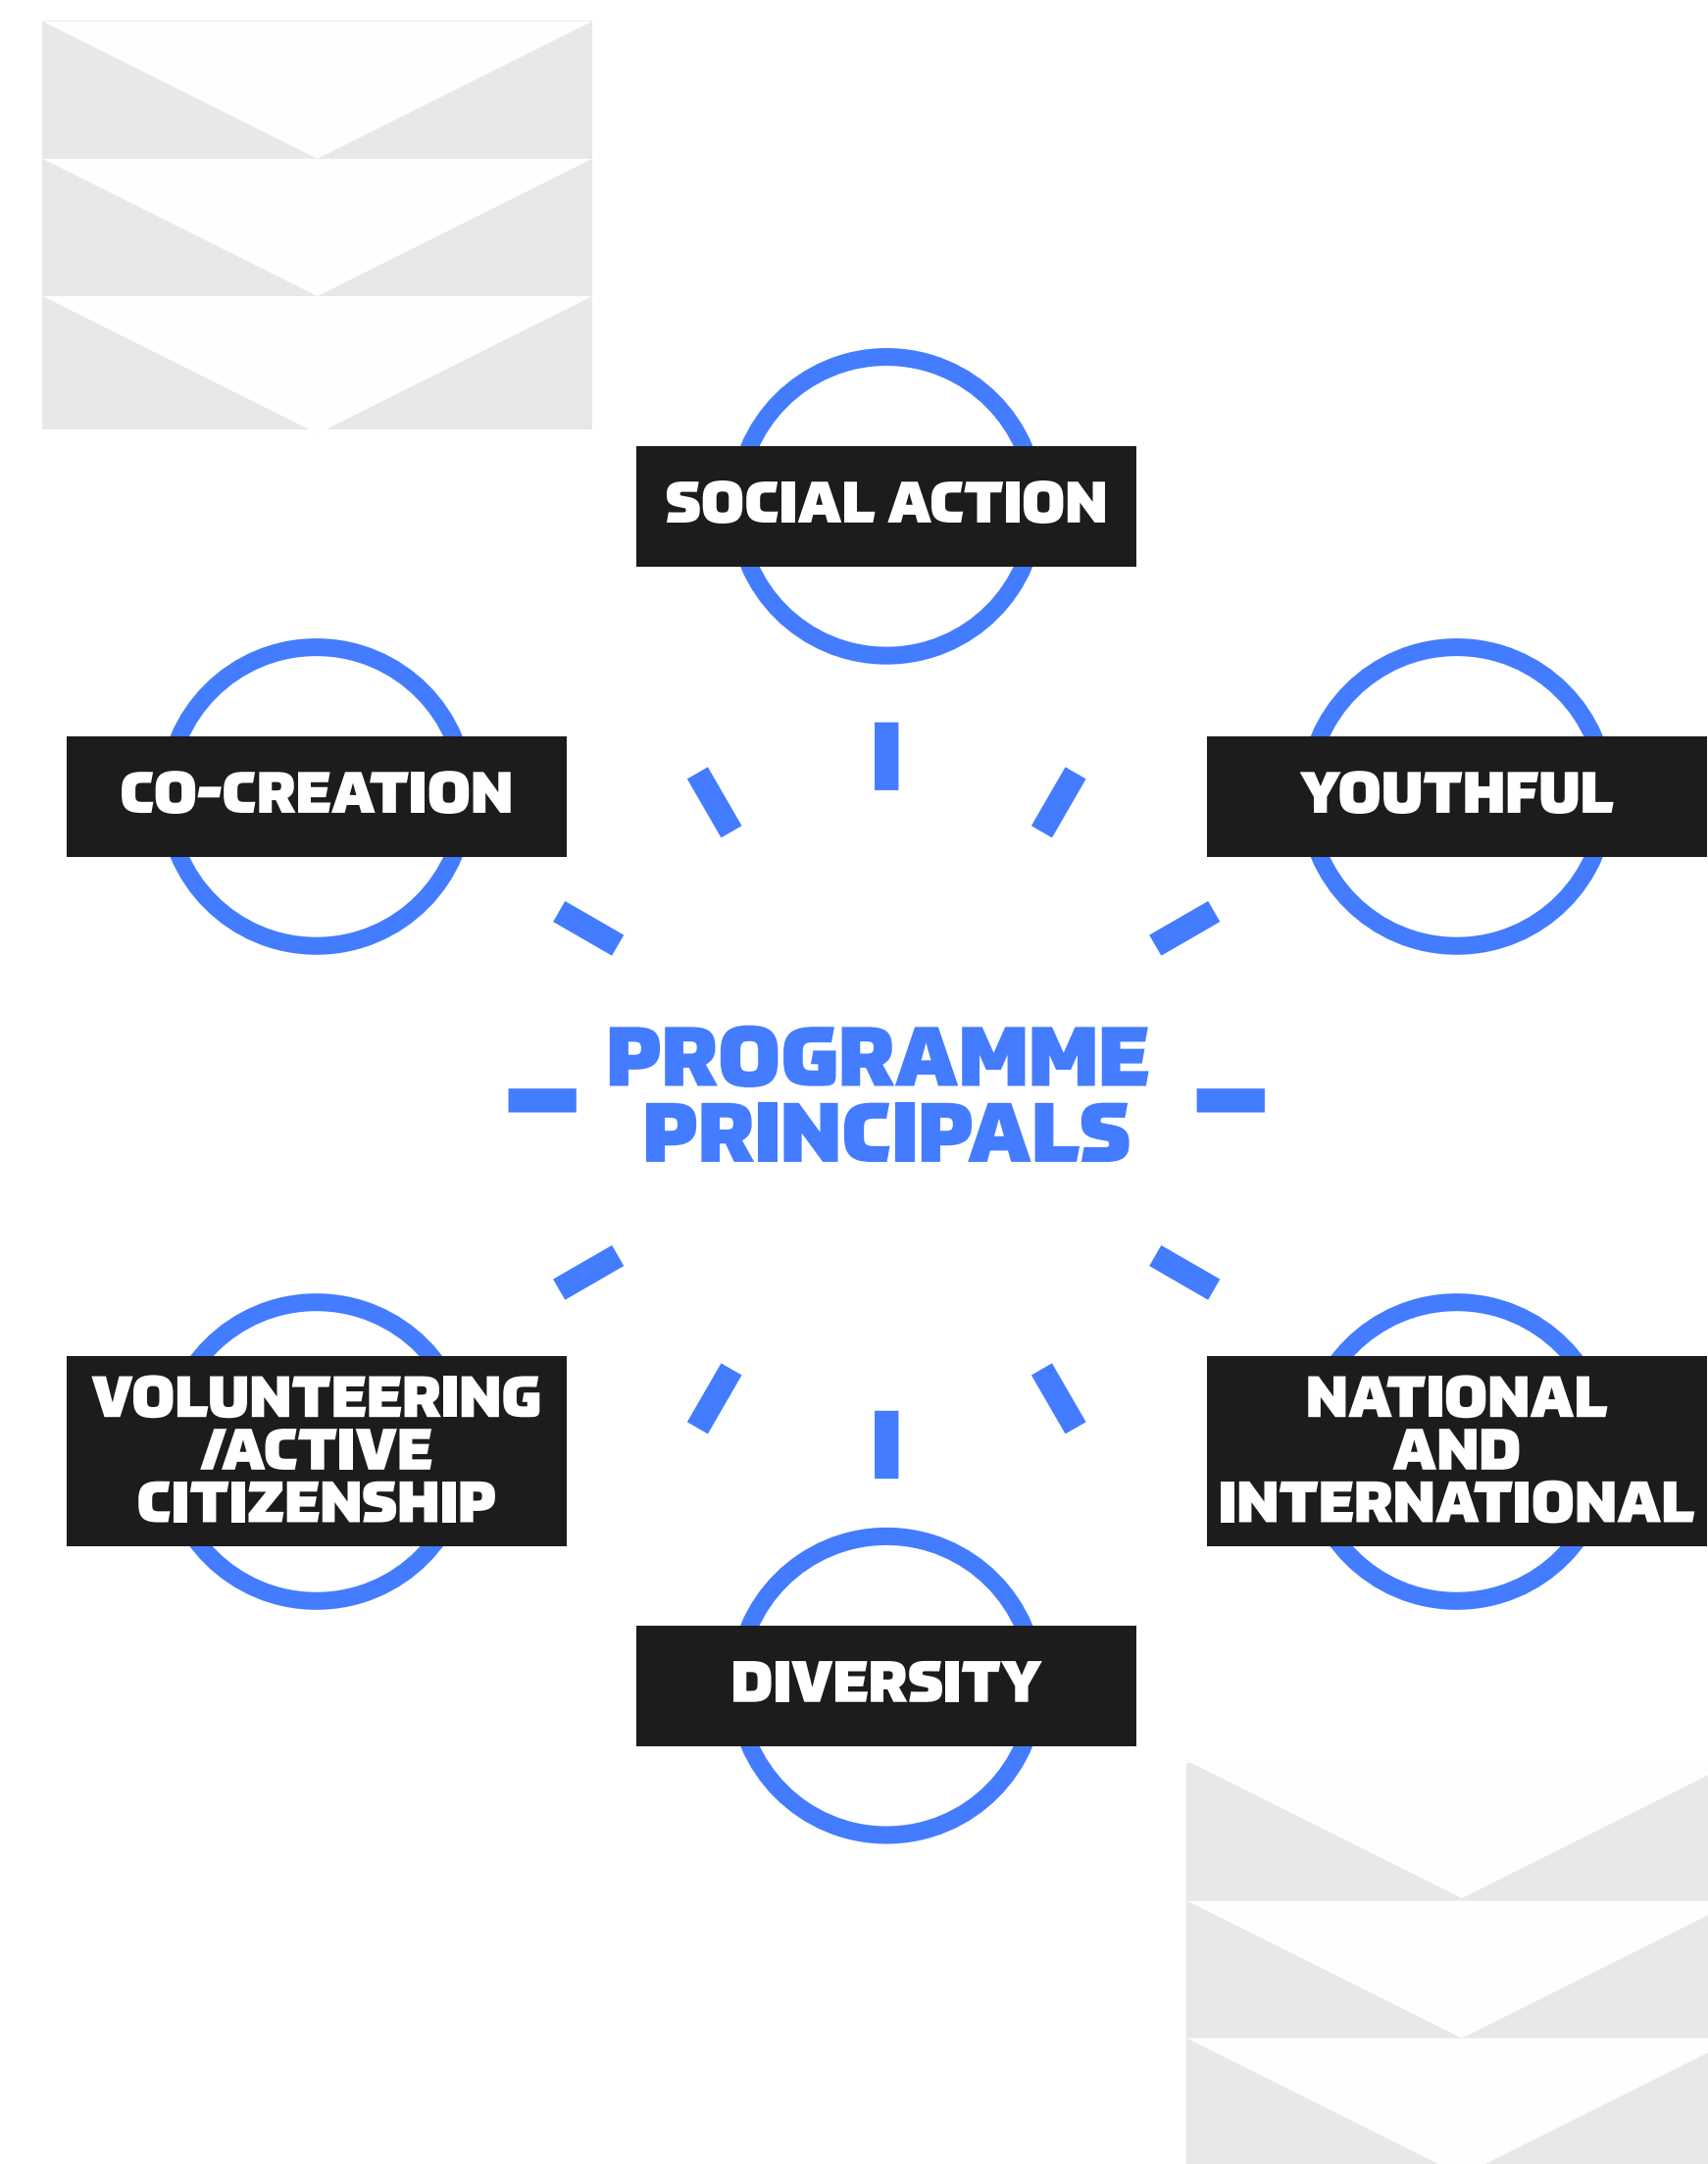 SOCIAL ACTION
CO-CREATION
YOUTHFUL
PROGRAMME
PRINCIPALS
VOLUNTEERING
/ACTIVE
CITIZENSHIP
NATIONAL
AND
INTERNATIONAL
DIVERSITY